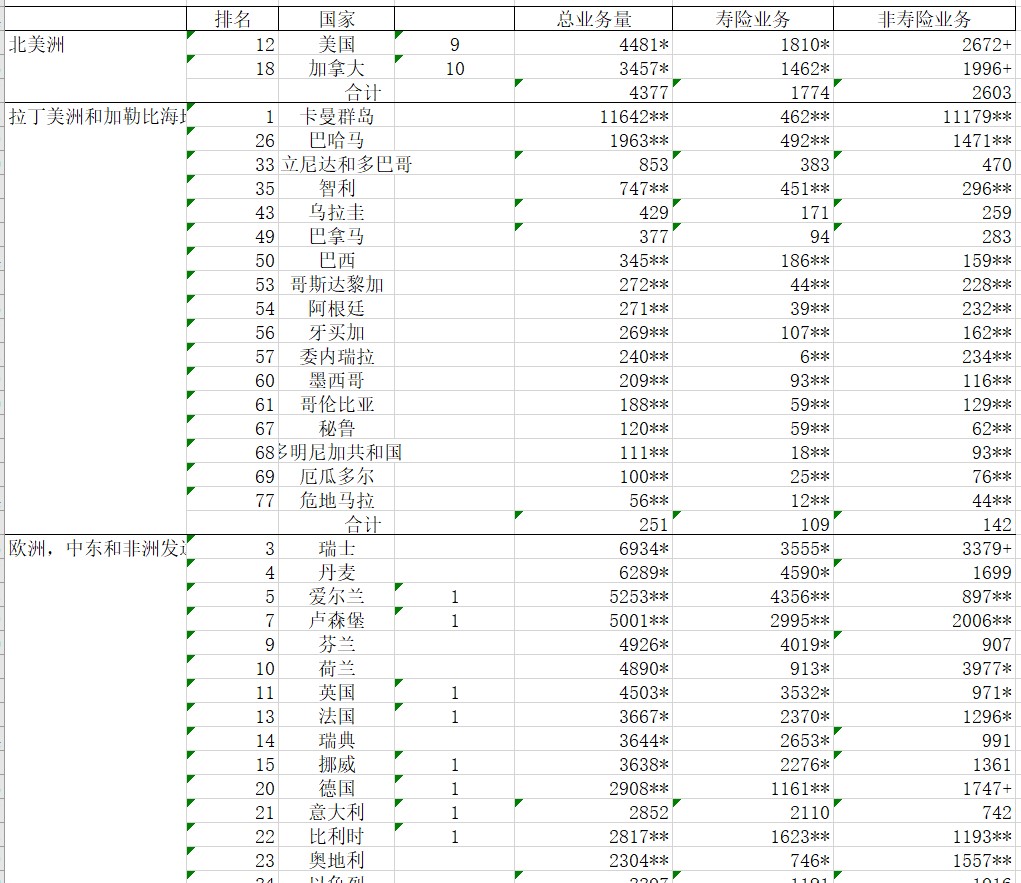 排名 国家 总业务量 寿险业务 非寿险业务
北美洲 12 美国 9 4481* 1810* 2672+
18 加拿大 10 3457* 1462* 1996+
合计 4377 1774 2603
拉丁美洲和加勒比海 1 卡曼群岛 11642** 462** 11179**
26 巴哈马 1963** 492** 1471**
33 立尼达和多巴哥 853 383 470
35 智利 747** 451** 296**
43 乌拉圭 429 171 259
49 巴拿马 377 94 283
50 巴西 345** 186** 159**
53 哥斯达黎加 272** 44** 228**
54 阿根廷 271** 39** 232**
56 牙买加 269** 107** 162**
57 委内瑞拉 240** 6** 234**
60 墨西哥 209** 93** 116**
61 哥伦比亚 188** 59** 129**
67 秘鲁 120** 59** 62**
68 明尼加共和国 111** 18** 93**
69 厄瓜多尔 100** 25** 76**
77 危地马拉 56** 12** 44**
合计 251 109 142
欧洲，中东和非洲发 3 瑞士 6934* 3555* 3379+
4 丹麦 6289* 4590* 1699
5 爱尔兰 1 5253** 4356** 897**
7 卢森堡 1 5001** 2995** 2006**
9 芬兰 4926* 4019* 907
10 荷兰 4890* 913* 3977*
11 英国 1 4503* 3532* 971*
13 法国 1 3667* 2370* 1296*
14 瑞典 3644* 2653* 991
15 挪威 1 3638* 2276* 1361
20 德国 1 2908** 1161** 1747+
21 意大利 1 2852 2110 742
22 比利时 1 2817** 1623** 1193**
23 奥地利 2304** 746* 1557**